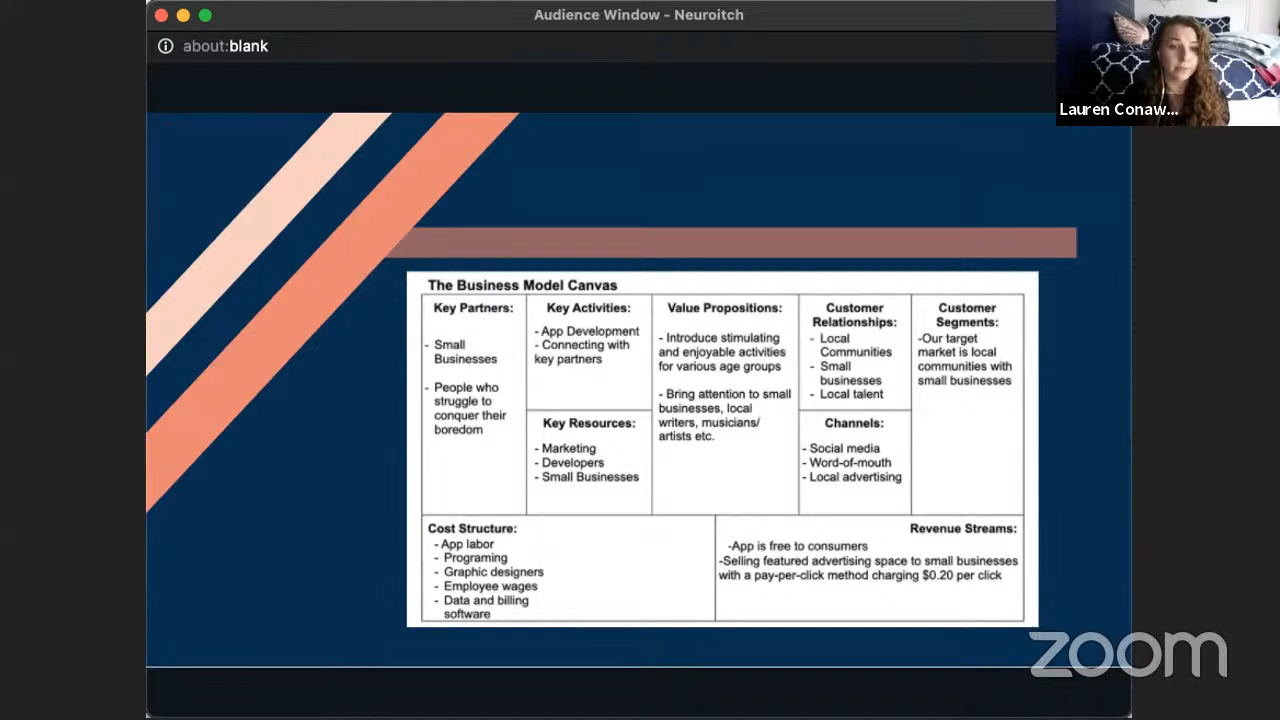 Audience Window - Neuroitch
about:blank
Lauren Conaw...
The Business Model Canvas
Key Partners:
- Small
Businesses
- People who
struggle to
conquer their
boredom
Key Activities:
- App Development
- Connecting with
key partners
Key Resources:
- Marketing
- Developers
- Small Businesses
Value Propositions:
- Introduce stimulating
and enjoyable activities
for various age groups
- Bring attention to small
businesses, local
writers, musicians/
artists etc.
Customer
Relationships:
- Local
Communities
- Small
businesses
- Local talent
Channels:
- Social media
- Word-of-mouth
- Local advertising
Customer
Segments:
-Our target
market is local
communities with
small businesses
Cost Structure:
- App labor
- Programing
- Graphic designers
- Employee wages
- Data and billing
software
Revenue Streams:
-App is free to consumers
-Selling featured advertising space to small businesses
with a pay-per-click method charging $0.20 per click
zoom